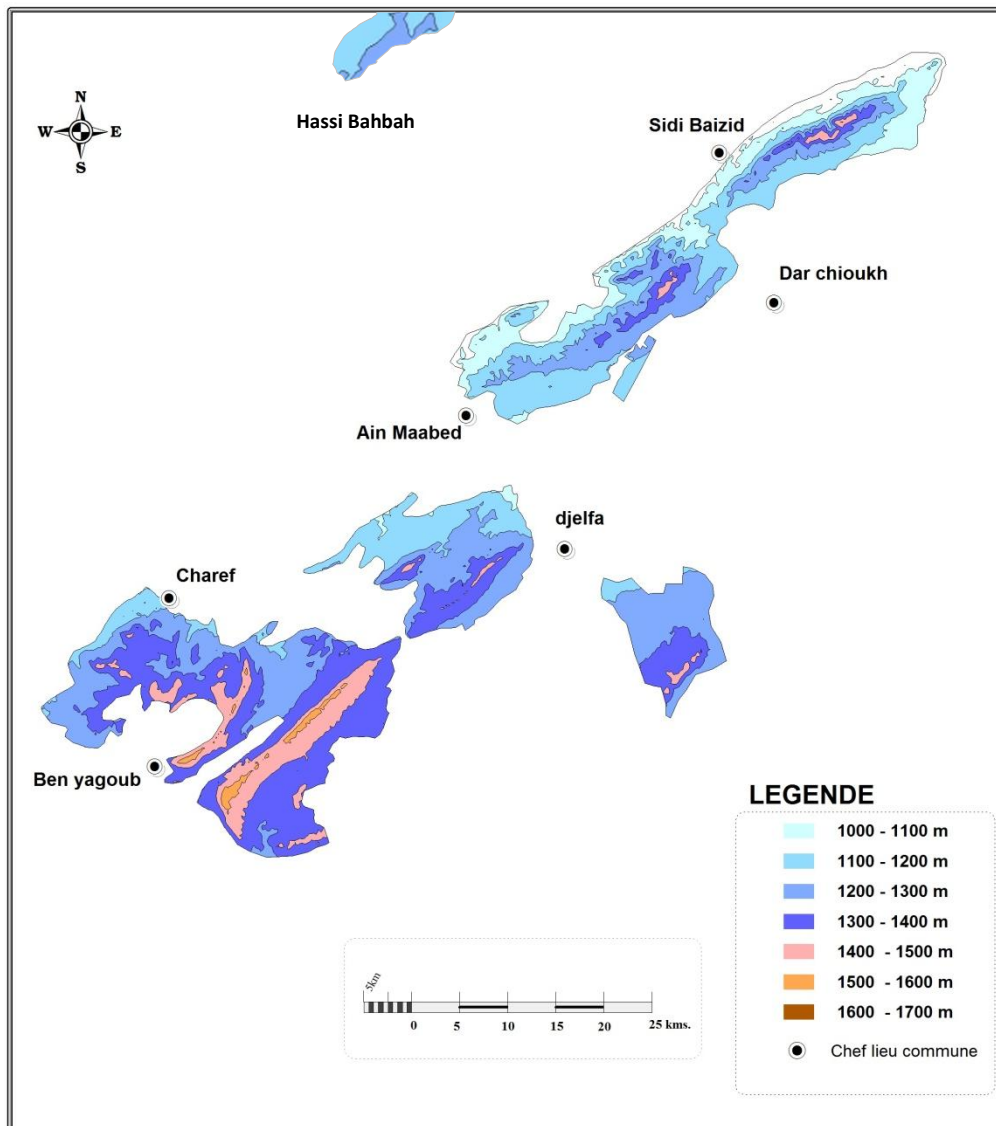 Hassi Bahbah
N
W E
S
Sidi Baizid
Dar chioukh
Ain Maabed
djelfa
Charef
Ben yagoub
LEGENDE
1000 - 1100 m
1100 - 1200 m
1200 - 1300 m
1300 - 1400 m
1400 - 1500 m
1500 - 1600 m
1600 - 1700 m
Chef lieu commune
5km
0 5 10 15 20 25 kms.